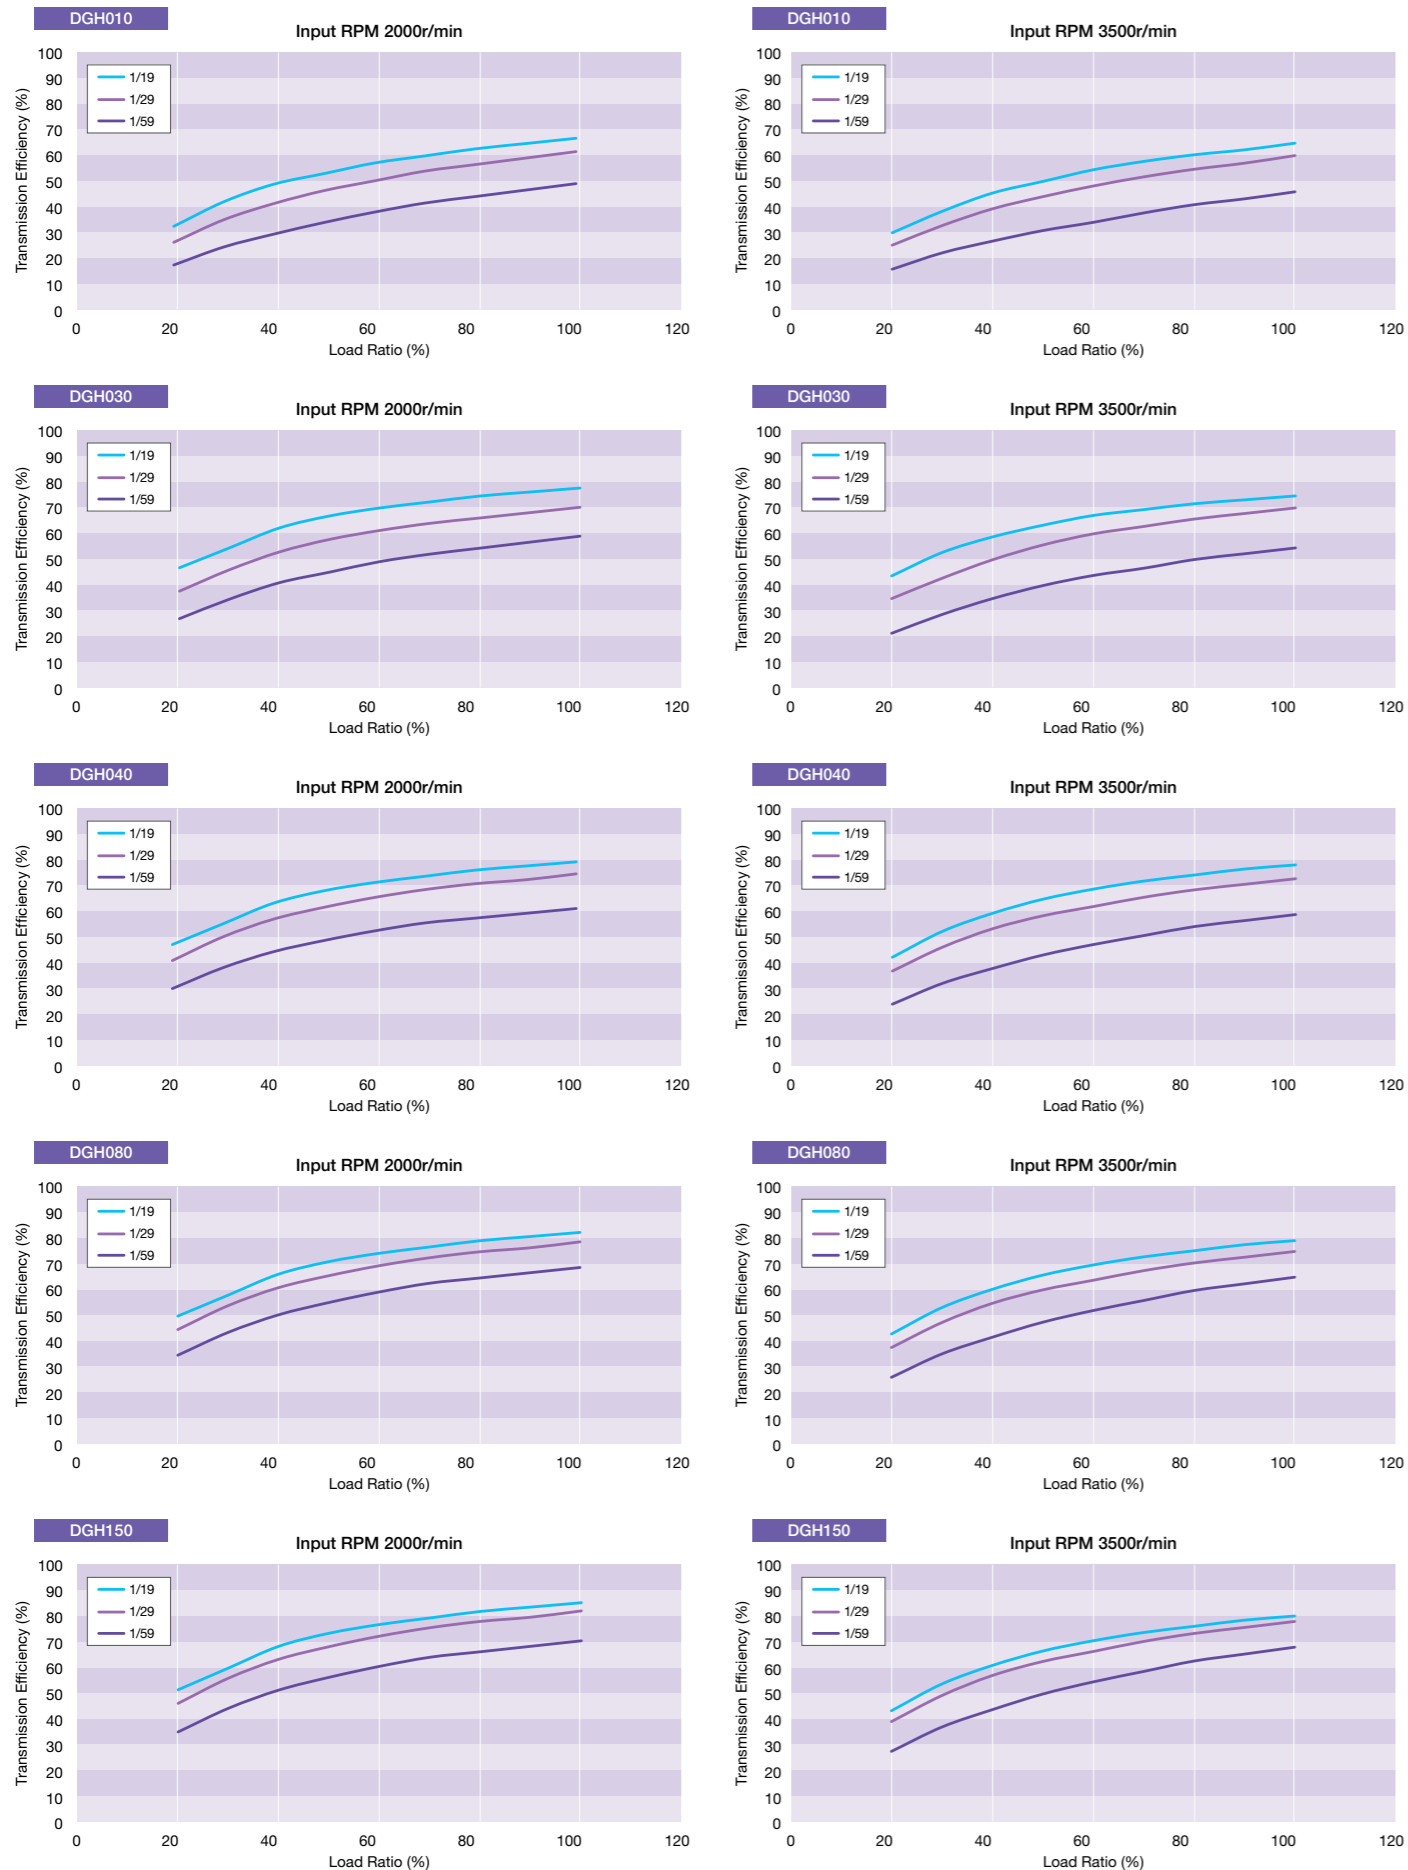 DGH010
Input RPM 2000r/min
Transmission Efficiency (%)
100
90
80
70
60
50
40
30
20
10
0
1/19
1/29
1/59
0 20 40 60 80 100 120
Load Ratio (%)
DGH010
Input RPM 3500r/min
Transmission Efficiency (%)
100
90
80
70
60
50
40
30
20
10
0
1/19
1/29
1/59
0 20 40 60 80 100 120
Load Ratio (%)
DGH030
Input RPM 2000r/min
Transmission Efficiency (%)
100
90
80
70
60
50
40
30
20
10
0
1/19
1/29
1/59
0 20 40 60 80 100 120
Load Ratio (%)
DGH030
Input RPM 3500r/min
Transmission Efficiency (%)
100
90
80
70
60
50
40
30
20
10
0
1/19
1/29
1/59
0 20 40 60 80 100 120
Load Ratio (%)
DGH040
Input RPM 2000r/min
Transmission Efficiency (%)
100
90
80
70
60
50
40
30
20
10
0
1/19
1/29
1/59
0 20 40 60 80 100 120
Load Ratio (%)
DGH040
Input RPM 3500r/min
Transmission Efficiency (%)
100
90
80
70
60
50
40
30
20
10
0
1/19
1/29
1/59
0 20 40 60 80 100 120
Load Ratio (%)
DGH080
Input RPM 2000r/min
Transmission Efficiency (%)
100
90
80
70
60
50
40
30
20
10
0
1/19
1/29
1/59
0 20 40 60 80 100 120
Load Ratio (%)
DGH080
Input RPM 3500r/min
Transmission Efficiency (%)
100
90
80
70
60
50
40
30
20
10
0
1/19
1/29
1/59
0 20 40 60 80 100 120
Load Ratio (%)
DGH150
Input RPM 2000r/min
Transmission Efficiency (%)
100
90
80
70
60
50
40
30
20
10
0
1/19
1/29
1/59
0 20 40 60 80 100 120
Load Ratio (%)
DGH150
Input RPM 3500r/min
Transmission Efficiency (%)
100
90
80
70
60
50
40
30
20
10
0
1/19
1/29
1/59
0 20 40 60 80 100 120
Load Ratio (%)